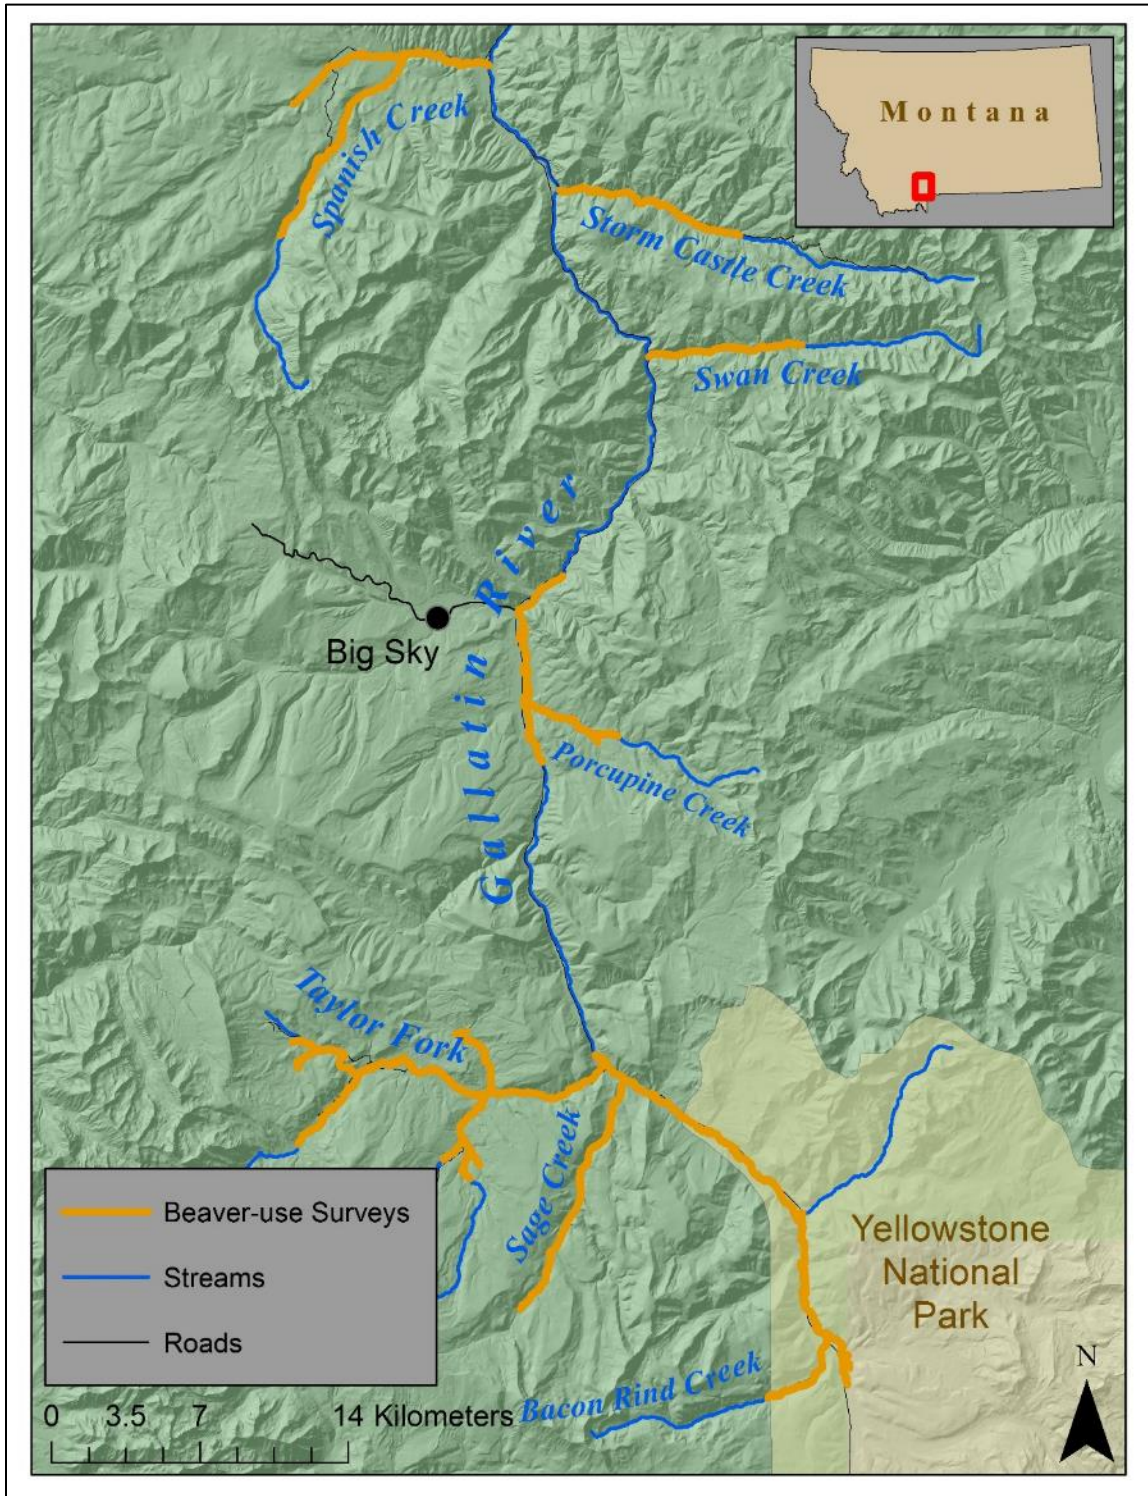 Montana
Spanish Creek
Storm Castle Creek
Swan Creek
Gallatin River
Big Sky
Porcupine Creek
Taylor Fork
Sage Creek
Yellowstone
National
Park
Bacon Rind Creek
Beaver-use Surveys
Streams
Roads
0 3.5 7 14 Kilometers
N